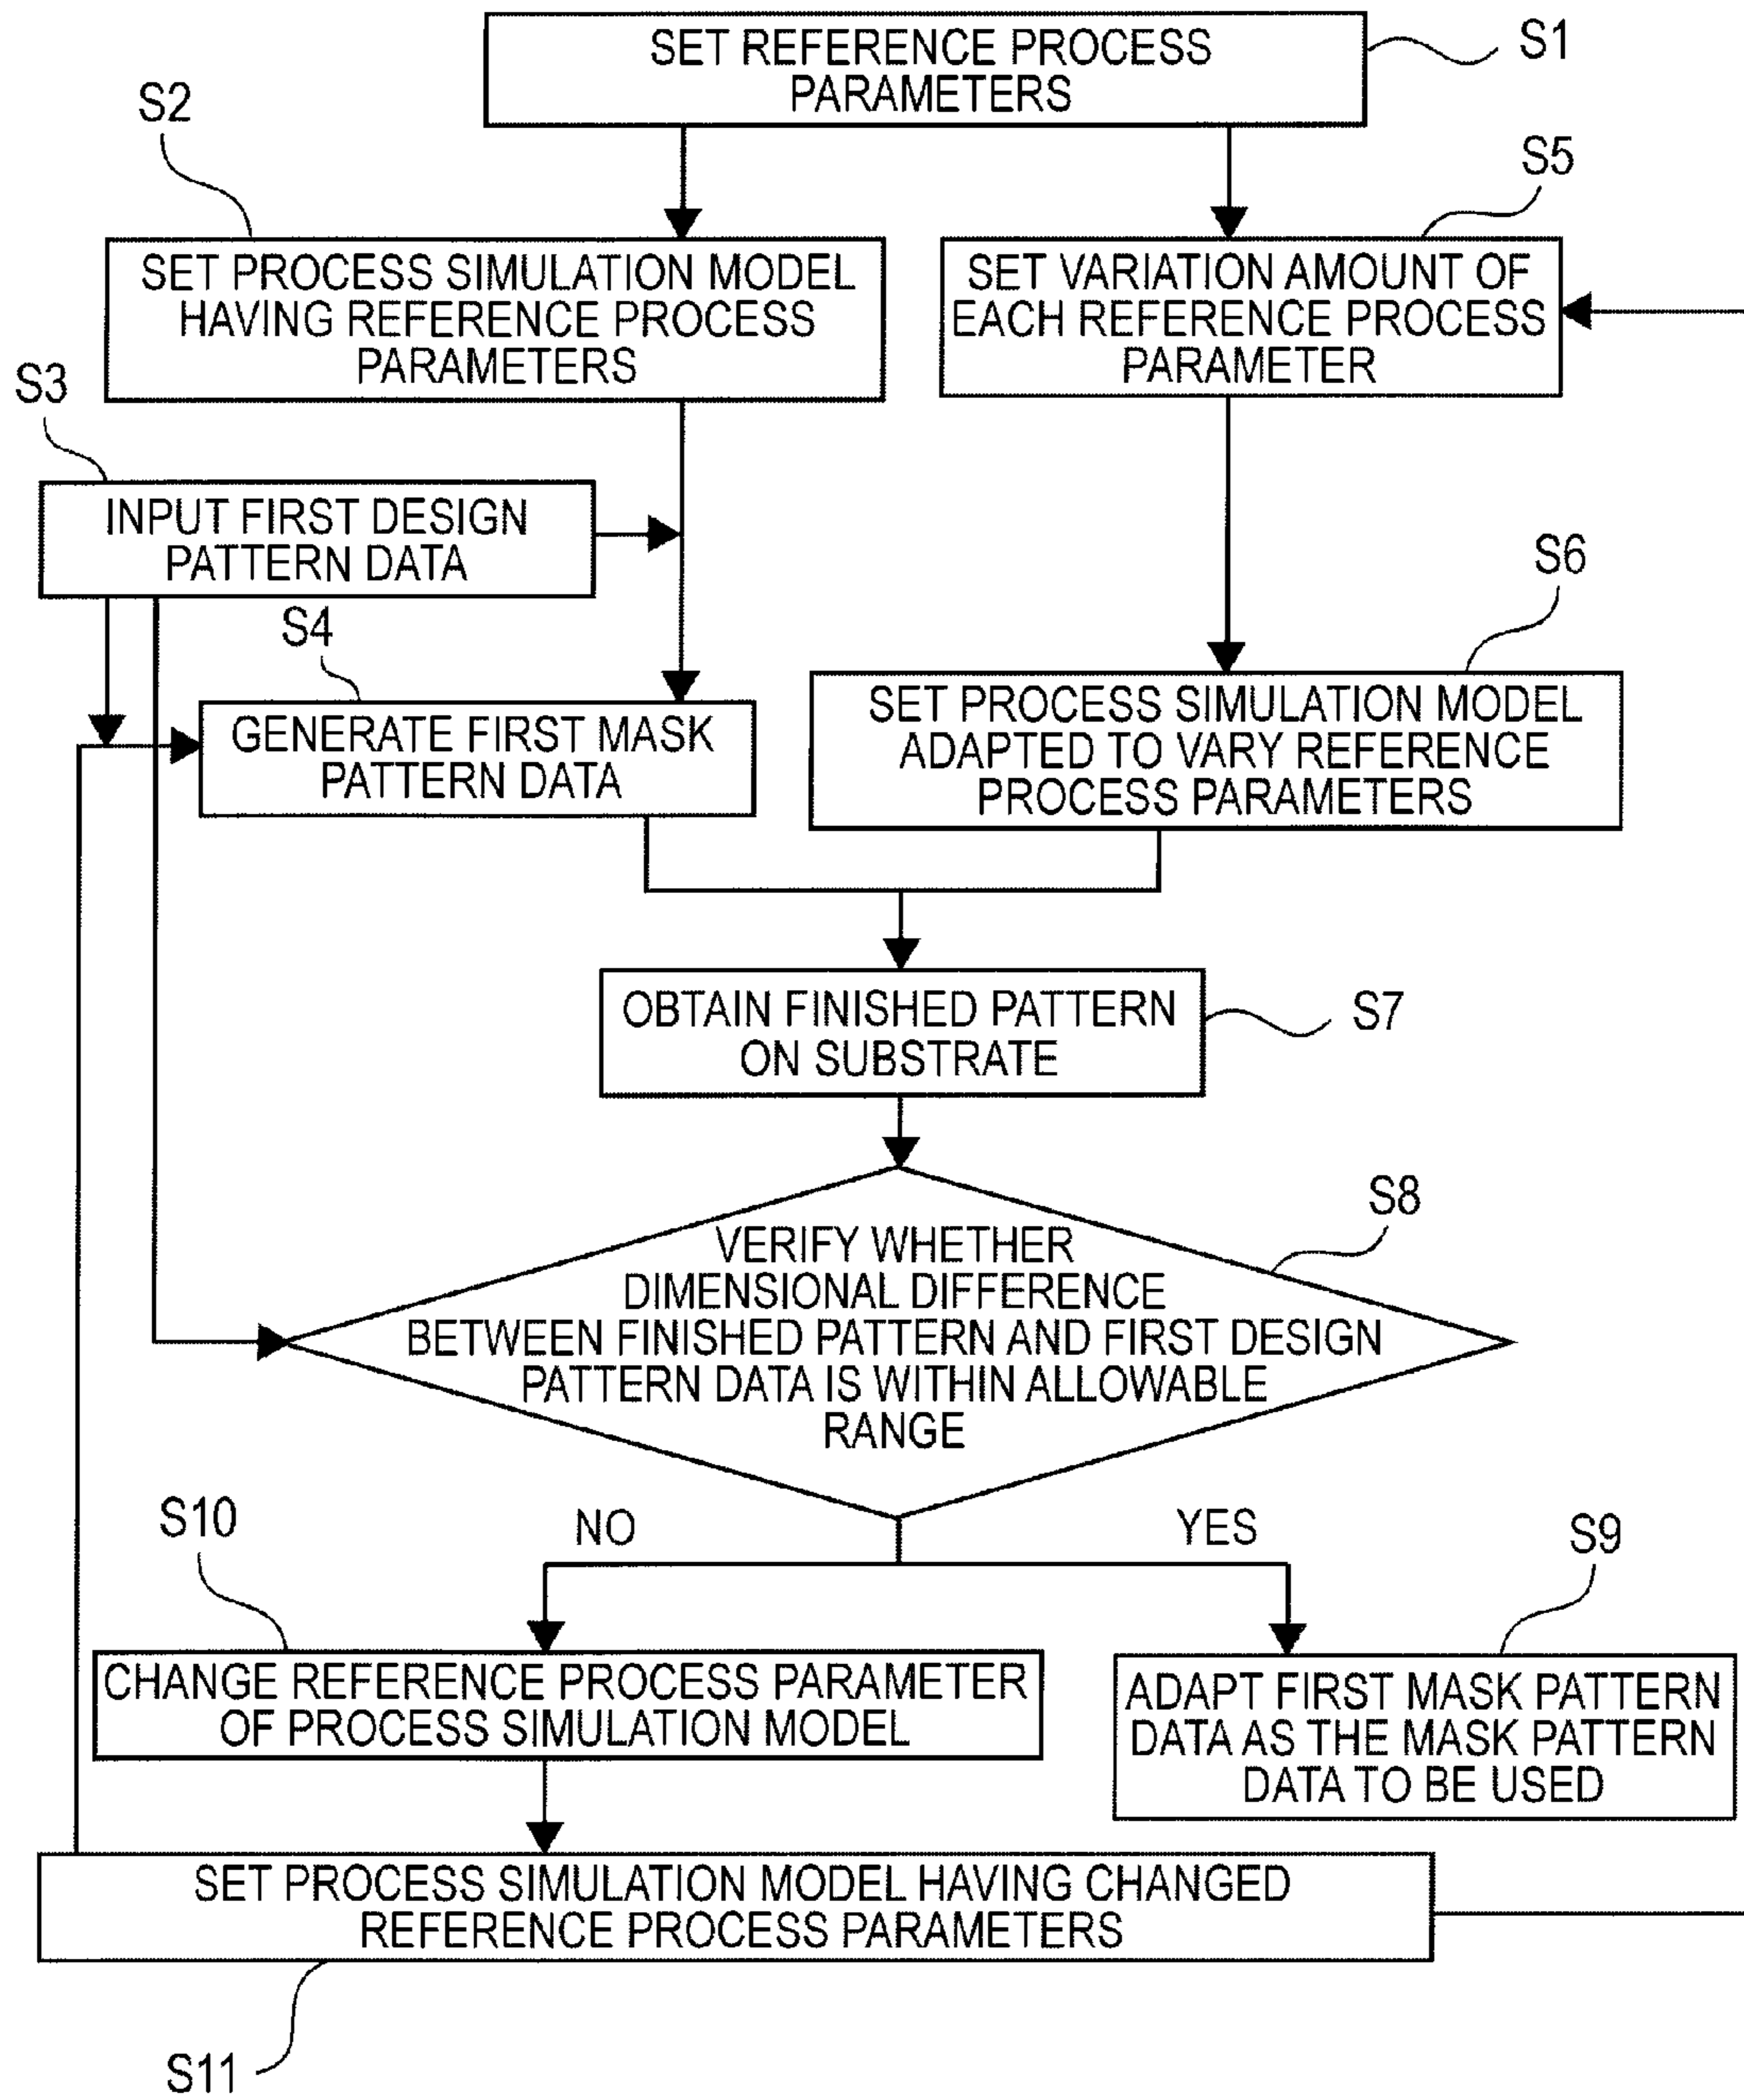 SET REFERENCE PROCESS
PARAMETERS
S1
S2
SET PROCESS SIMULATION MODEL
HAVING REFERENCE PROCESS
PARAMETERS
S5
SET VARIATION AMOUNT OF
EACH REFERENCE PROCESS
PARAMETER
S3
INPUT FIRST DESIGN
PATTERN DATA
S4
GENERATE FIRST MASK
PATTERN DATA
S6
SET PROCESS SIMULATION MODEL
ADAPTED TO VARY REFERENCE
PROCESS PARAMETERS
OBTAIN FINISHED PATTERN
ON SUBSTRATE
S7
S8
VERIFY WHETHER
DIMENSIONAL DIFFERENCE
BETWEEN FINISHED PATTERN AND FIRST DESIGN
PATTERN DATA IS WITHIN ALLOWABLE
RANGE
NO
YES
S10
CHANGE REFERENCE PROCESS PARAMETER
OF PROCESS SIMULATION MODEL
S9
ADAPT FIRST MASK PATTERN
DATA AS THE MASK PATTERN
DATA TO BE USED
SET PROCESS SIMULATION MODEL HAVING CHANGED
REFERENCE PROCESS PARAMETERS
S11